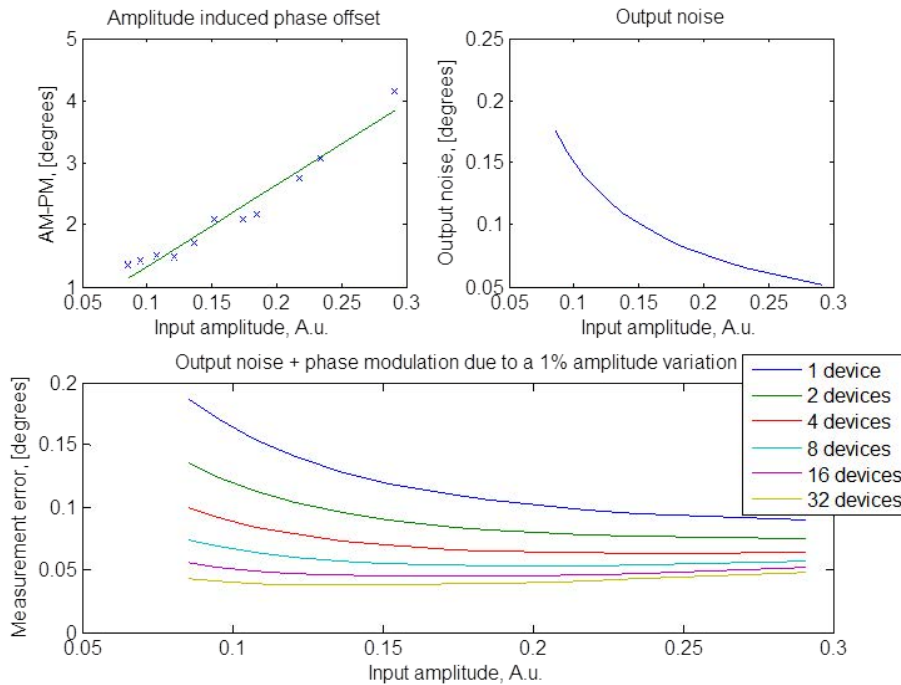 Amplitude induced phase offset
5
4
3
2
1
0.05
0.1
0.15
0.2
0.25
0.3
AM-PM, [degrees]
Input amplitude, A.u.
Output noise
0.25
0.2
0.15
0.1
0.05
0.05
0.1
0.15
0.2
0.25
0.3
Output noise, [degrees]
Input amplitude, A.u.
Output noise + phase modulation due to a 1% amplitude variation
0.2
0.15
0.1
0.05
0
0.05
0.1
0.15
0.2
0.25
0.3
Measurement error, [degrees]
Input amplitude, A.u.
1 device
2 devices
4 devices
8 devices
16 devices
32 devices